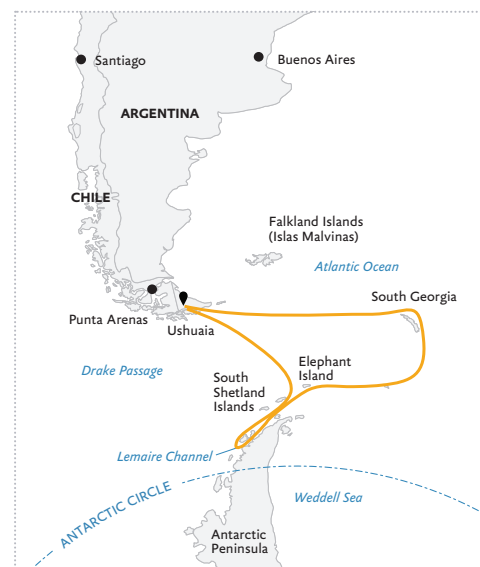 Santiago
Buenos Aires
ARGENTINA
CHILE
Falkland Islands
(Islas Malvinas)
Atlantic Ocean
South Georgia
Punta Arenas
Ushuaia
Drake Passage
Elephant
Island
South
Shetland
Islands
Lemaire Channel
ANTARCTIC CIRCLE
Weddell Sea
Antarctic
Peninsula